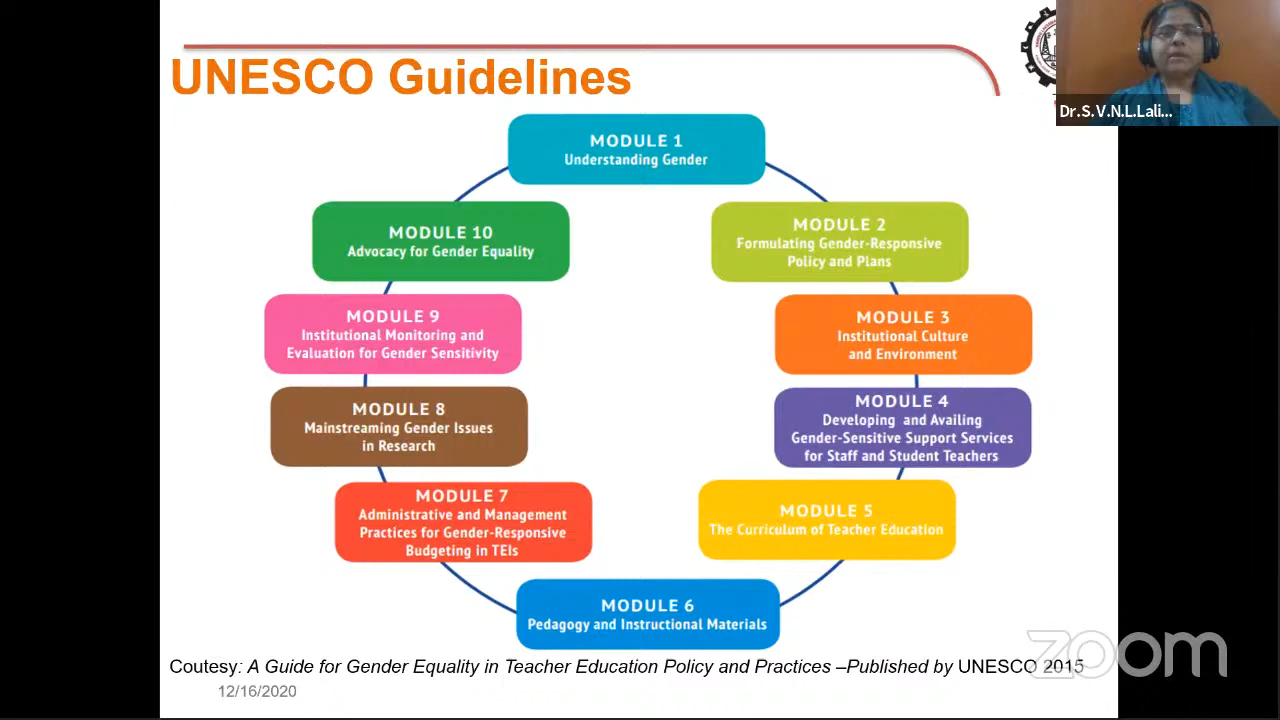 UNESCO Guidelines
Dr.S.V.N.L.Lali...
MODULE 1
Understanding Gender
MODULE 2
Formulating Gender-Responsive
Policy and Plans
MODULE 3
Institutional Culture
and Environment
MODULE 4
Developing and Availing
Gender-Sensitive Support Services
for Staff and Student Teachers
MODULE 5
The Curriculum of Teacher Education
MODULE 6
Pedagogy and Instructional Materials
MODULE 7
Administrative and Management
Practices for Gender-Responsive
Budgeting in TEIs
MODULE 8
Mainstreaming Gender Issues
in Research
MODULE 9
Institutional Monitoring and
Evaluation for Gender Sensitivity
MODULE 10
Advocacy for Gender Equality
Coutesy: A Guide for Gender Equality in Teacher Education Policy and Practices –Published by UNESCO 2015
12/16/2020
zoom